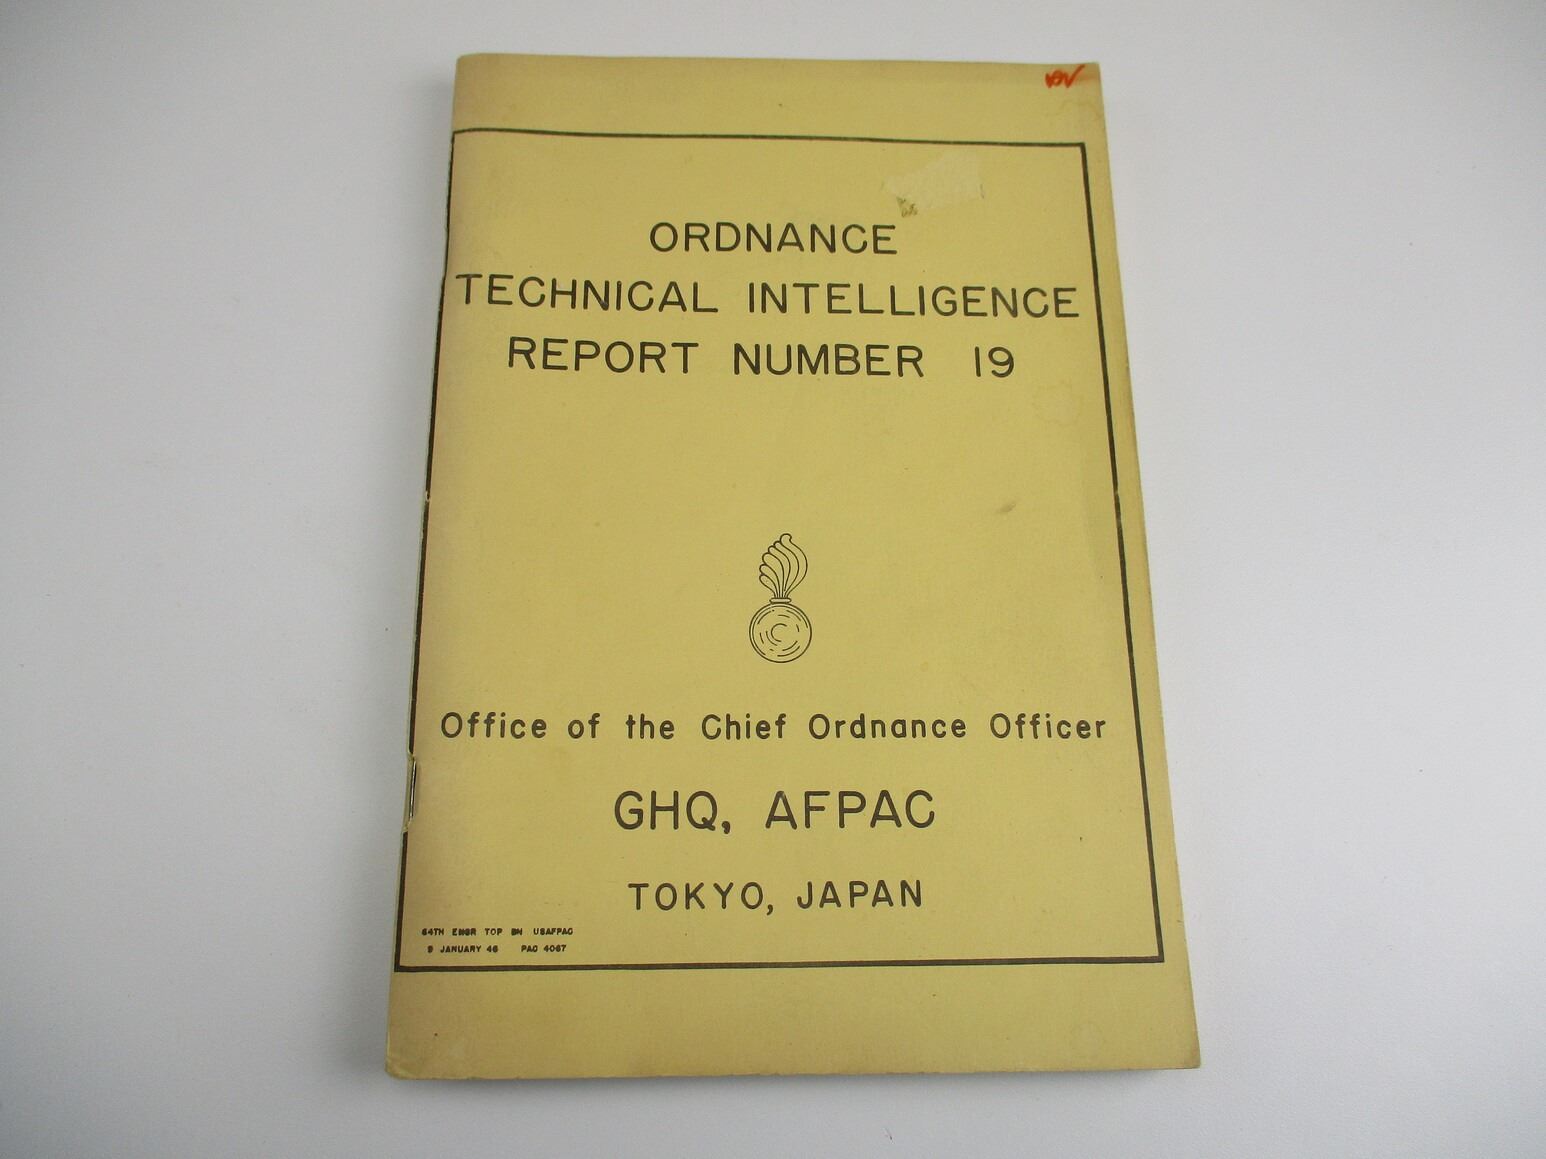 ORDNANCE
TECHNICAL INTELLIGENCE
REPORT NUMBER 19
Office of the Chief Ordnance Officer
GHQ, AFPAC
TOKYO, JAPAN
64TH ENGR TOP BN USAFPAC
9 JANUARY 46 PAC 4067